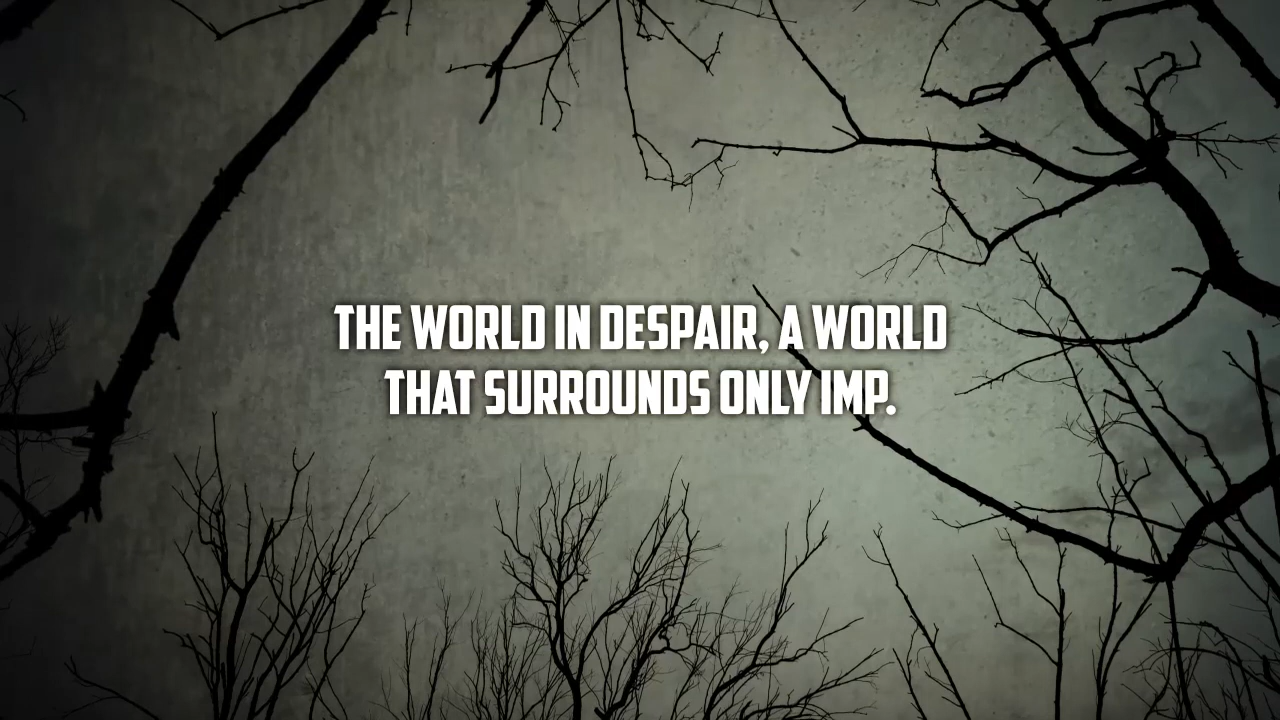 THE WORLD IN DESPAIR, A WORLD
THAT SURROUNDS ONLY IMP.